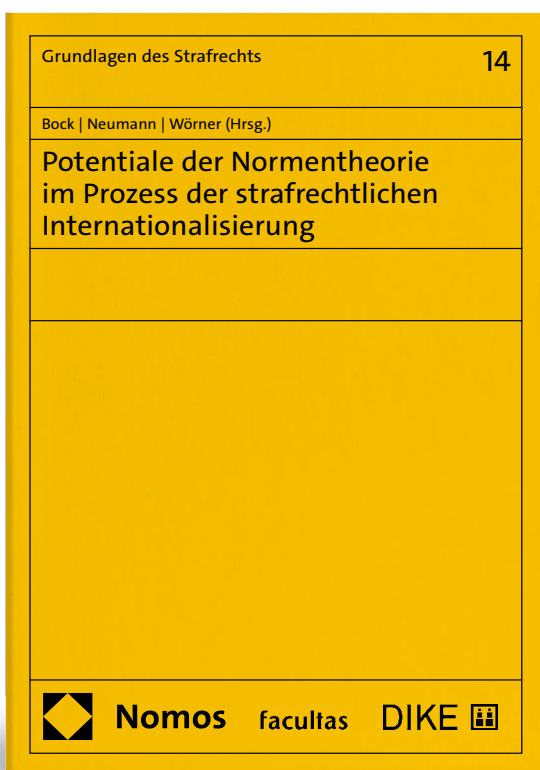 Grundlagen des Strafrechts
14
Bock | Neumann | Wörner (Hrsg.)
Potentiale der Normentheorie
im Prozess der strafrechtlichen
Internationalisierung
Nomos
facultas
DIKE